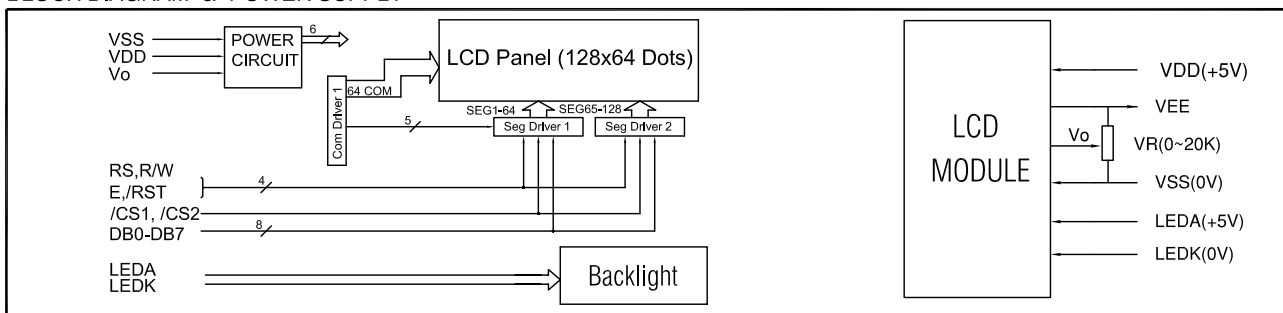 VSS
VDD
Vo
POWER
CIRCUIT
6
LCD Panel (128x64 Dots)
64 COM
Com Driver 1
SEG1-64
SEG65-128
5
Seg Driver 1
Seg Driver 2
RS,R/W
E,/RST
4
/CS1, /CS2
DB0-DB7
8
LEDA
LEDK
Backlight
LCD
MODULE
VDD(+5V)
VEE
Vo
VR(0~20K)
VSS(0V)
LEDA(+5V)
LEDK(0V)